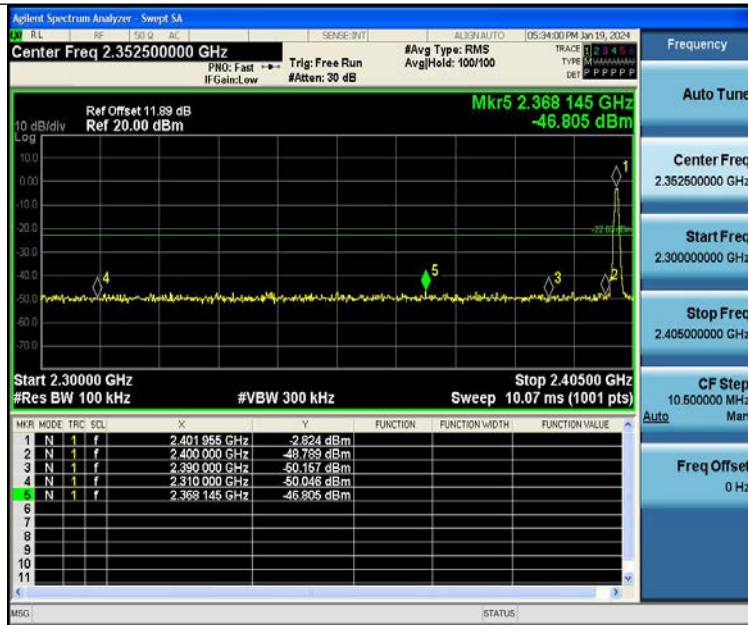 Agilent Spectrum Analyzer - Swept SA
RL RF 50 Ω AC SENSE:INT ALIGN AUTO 05:34:00 PM Jan 19, 2024
Center Freq 2.352500000 GHz
PNO: Fast
IFGain:Low
Trig: Free Run
#Atten: 30 dB
#Avg Type: RMS
Avg|Hold: 100/100
TRACE 1 2 3 4 5 6
TYPE M
DET P P P P P
Ref Offset 11.89 dB
10 dB/div Ref 20.00 dBm
Mkr5 2.368 145 GHz
-46.805 dBm
Log
10.0
0.00
-10.0
-20.0
-30.0
-40.0
-50.0
-60.0
-70.0
1
2
3
4
5
Start 2.30000 GHz
#Res BW 100 kHz
#VBW 300 kHz
Stop 2.40500 GHz
Sweep 10.07 ms (1001 pts)
MKR MODE TRC SCL X Y FUNCTION FUNCTION WIDTH FUNCTION VALUE
1 N 1 f 2.401 955 GHz -2.824 dBm
2 N 1 f 2.400 000 GHz -48.789 dBm
3 N 1 f 2.390 000 GHz -50.157 dBm
4 N 1 f 2.310 000 GHz -50.046 dBm
5 N 1 f 2.368 145 GHz -46.805 dBm
6
7
8
9
10
11
MSG STATUS
Frequency
Auto Tune
Center Freq
2.352500000 GHz
Start Freq
2.300000000 GHz
Stop Freq
2.405000000 GHz
CF Step
10.500000 MHz
Auto Man
Freq Offset
0 Hz